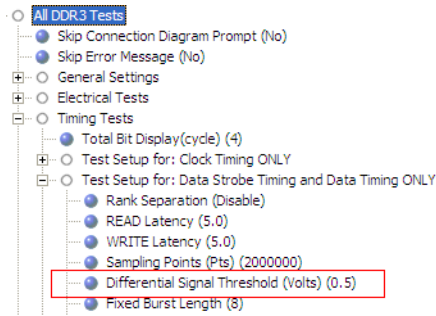 All DDR3 Tests
Skip Connection Diagram Prompt (No)
Skip Error Message (No)
General Settings
Electrical Tests
Timing Tests
Total Bit Display(cycle) (4)
Test Setup for: Clock Timing ONLY
Test Setup for: Data Strobe Timing and Data Timing ONLY
Rank Separation (Disable)
READ Latency (5.0)
WRITE Latency (5.0)
Sampling Points (Pts) (2000000)
Differential Signal Threshold (Volts) (0.5)
Fixed Burst Length (8)